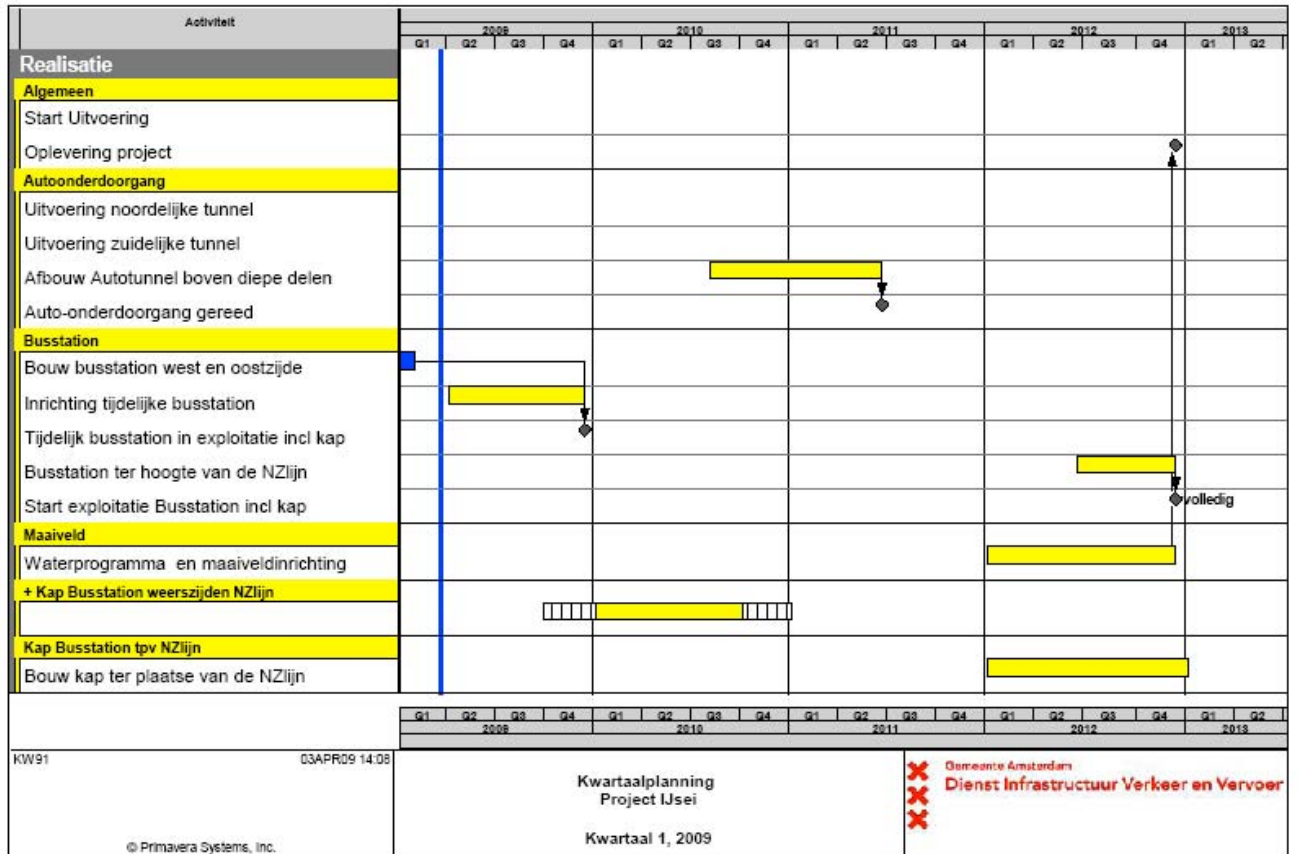 Activiteit
2009 2010 2011 2012 2013
Q1 Q2 Q3 Q4 Q1 Q2 Q3 Q4 Q1 Q2 Q3 Q4 Q1 Q2 Q3 Q4 Q1 Q2
Realisatie
Algemeen
Start Uitvoering
Oplevering project
Autoonderdoorgang
Uitvoering noordelijke tunnel
Uitvoering zuidelijke tunnel
Afbouw Autotunnel boven diepe delen
Auto-onderdoorgang gereed
Busstation
Bouw busstation west en oostzijde
Inrichting tijdelijke busstation
Tijdelijk busstation in exploitatie incl kap
Busstation ter hoogte van de NZlijn
Start exploitatie Busstation incl kap
volledig
Maaiveld
Waterprogramma en maaiveldinrichting
+ Kap Busstation weerszijden NZlijn
Kap Busstation tpv NZlijn
Bouw kap ter plaatse van de NZlijn
Q1 Q2 Q3 Q4 Q1 Q2 Q3 Q4 Q1 Q2 Q3 Q4 Q1 Q2 Q3 Q4 Q1 Q2
2009 2010 2011 2012 2013
KW91 03APR09 14:08
© Primavera Systems, Inc.
Kwartaalplanning
Project IJsei
Kwartaal 1, 2009
Gemeente Amsterdam
Dienst Infrastructuur Verkeer en Vervoer